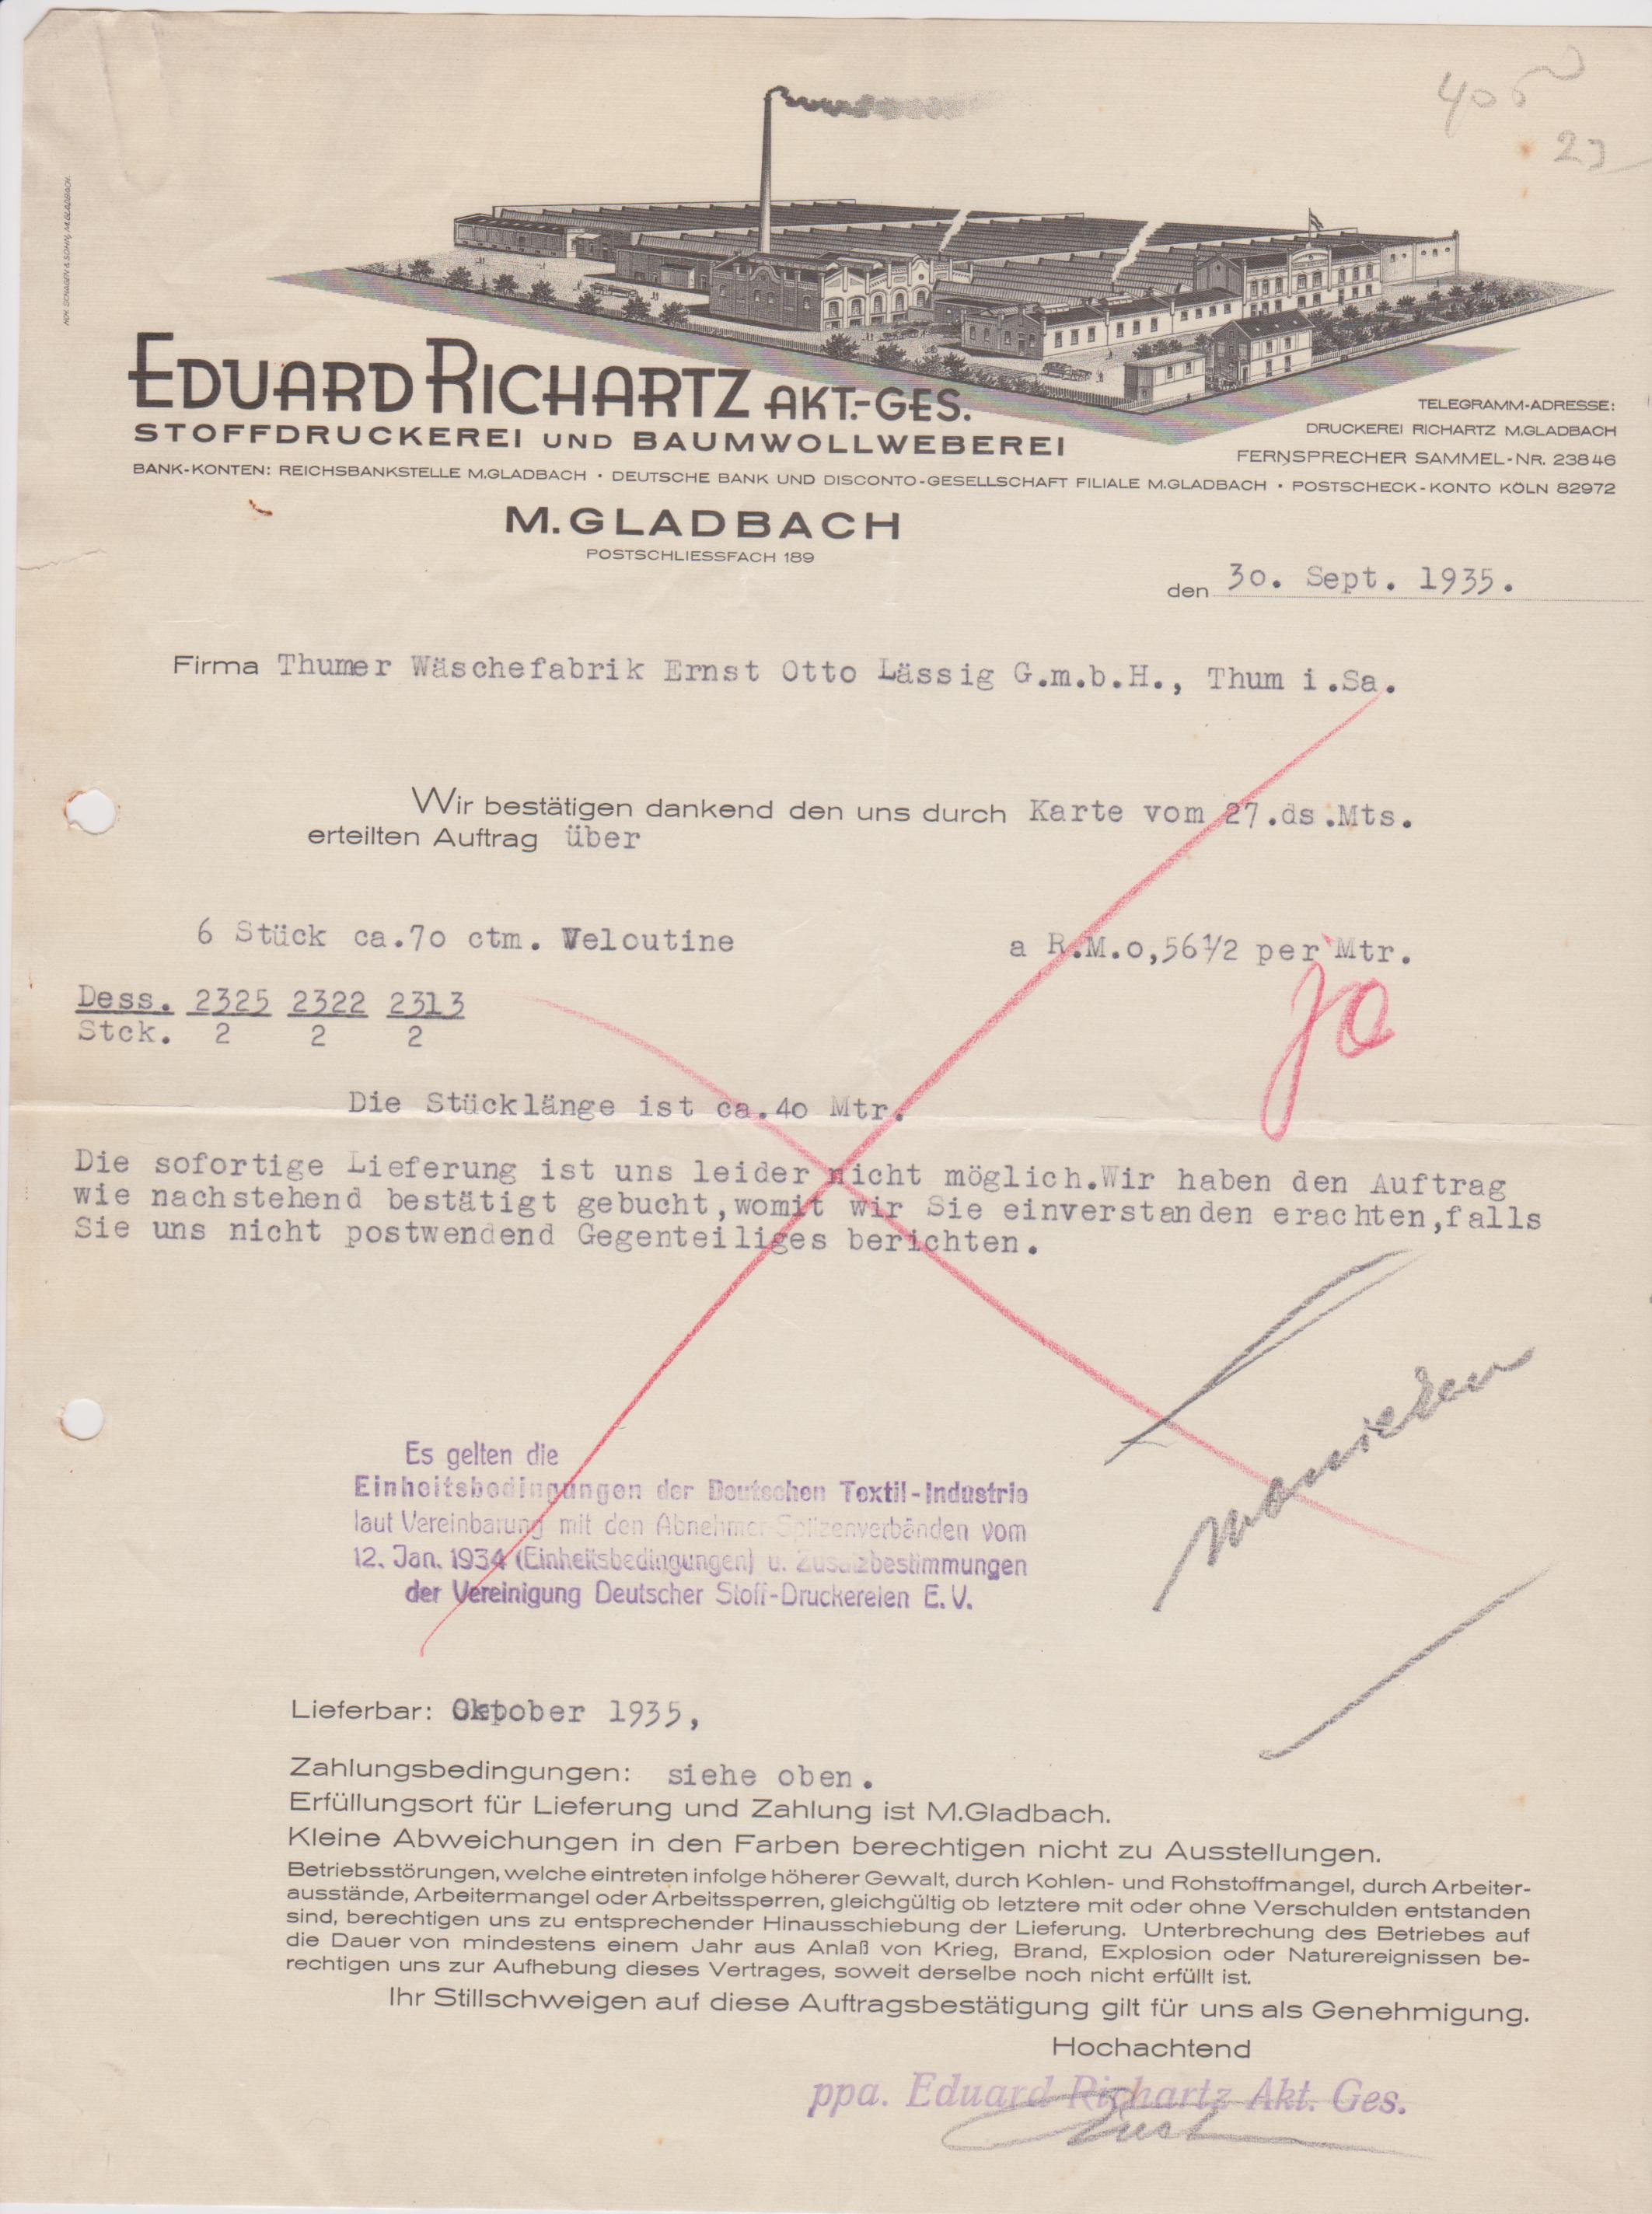 405
23
HCH. SCHAGEN & SOHN, M.GLADBACH.
EDUARD RICHARTZ AKT.-GES.
STOFFDRUCKEREI UND BAUMWOLLWEBEREI
TELEGRAMM-ADRESSE:
DRUCKEREI RICHARTZ M.GLADBACH
FERNSPRECHER SAMMEL-NR. 23846
BANK-KONTEN: REICHSBANKSTELLE M.GLADBACH • DEUTSCHE BANK UND DISCONTO-GESELLSCHAFT FILIALE M.GLADBACH • POSTSCHECK-KONTO KÖLN 82972
M.GLADBACH
POSTSCHLIESSFACH 189
den 30. Sept. 1935.
Firma Thumer Wäschefabrik Ernst Otto Lässig G.m.b.H., Thum i.Sa.
Wir bestätigen dankend den uns durch Karte vom 27.ds.Mts.
erteilten Auftrag über
6 Stück ca.70 ctm. Veloutine a R.M.0,56½ per Mtr.
Dess. 2325 2322 2313
Stck. 2 2 2
Die Stücklänge ist ca.40 Mtr.
Die sofortige Lieferung ist uns leider nicht möglich.Wir haben den Auftrag
wie nachstehend bestätigt gebucht,womit wir Sie einverstanden erachten,falls
Sie uns nicht postwendend Gegenteiliges berichten.
Es gelten die
Einheitsbedingungen der Deutschen Textil-Industrie
laut Vereinbarung mit den Abnehmer-Spitzenverbänden vom
12. Jan. 1934 (Einheitsbedingungen) u. Zusatzbestimmungen
der Vereinigung Deutscher Stoff-Druckereien E.V.
Lieferbar: Oktober 1935,
Zahlungsbedingungen: siehe oben.
Erfüllungsort für Lieferung und Zahlung ist M.Gladbach.
Kleine Abweichungen in den Farben berechtigen nicht zu Ausstellungen.
Betriebsstörungen, welche eintreten infolge höherer Gewalt, durch Kohlen- und Rohstoffmangel, durch Arbeiter-
ausstände, Arbeitermangel oder Arbeitssperren, gleichgültig ob letztere mit oder ohne Verschulden entstanden
sind, berechtigen uns zu entsprechender Hinausschiebung der Lieferung. Unterbrechung des Betriebes auf
die Dauer von mindestens einem Jahr aus Anlaß von Krieg, Brand, Explosion oder Naturereignissen be-
rechtigen uns zur Aufhebung dieses Vertrages, soweit derselbe noch nicht erfüllt ist.
Ihr Stillschweigen auf diese Auftragsbestätigung gilt für uns als Genehmigung.
Hochachtend
ppa. Eduard Richartz Akt. Ges.